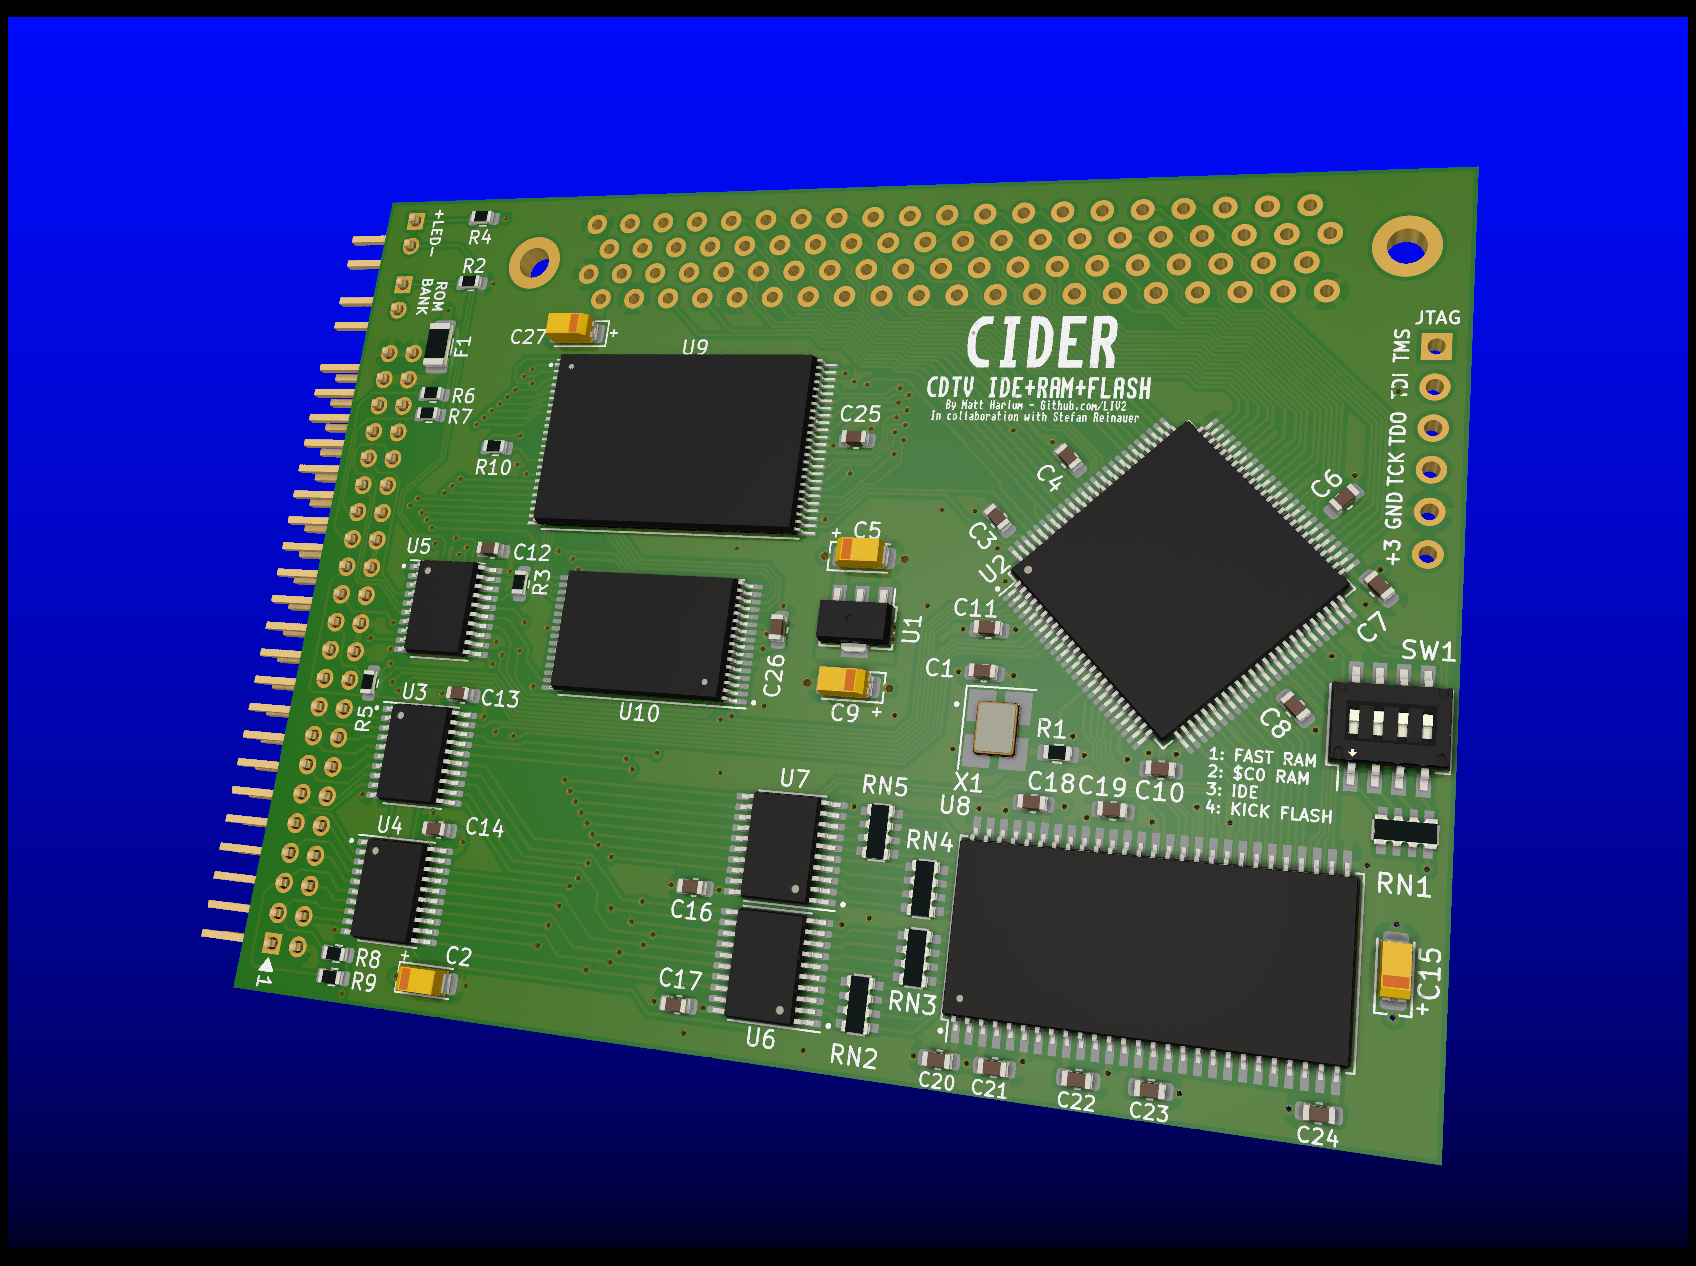 +LED-
R4
R2
ROM
BANK
F1
R6
R7
R10
C27
+
U9
C25
CIDER
CDTV IDE+RAM+FLASH
By Matt Harlum - Github.com/LIV2
In collaboration with Stefan Reinauer
JTAG
TMS
TDI
TDO
TCK
GND
+3
C4
C3
U2
C6
C7
C8
SW1
U5
C12
R3
+
C5
U1
C11
C1
C26
C9 +
U10
R5
U3
C13
X1
R1
C18
C19
C10
1: FAST RAM
2: $C0 RAM
3: IDE
4: KICK FLASH
U8
U7
RN5
RN4
RN1
U4
C14
C16
C17
U6
RN3
RN2
R8
R9
+
C2
1
C15
+
C20
C21
C22
C23
C24